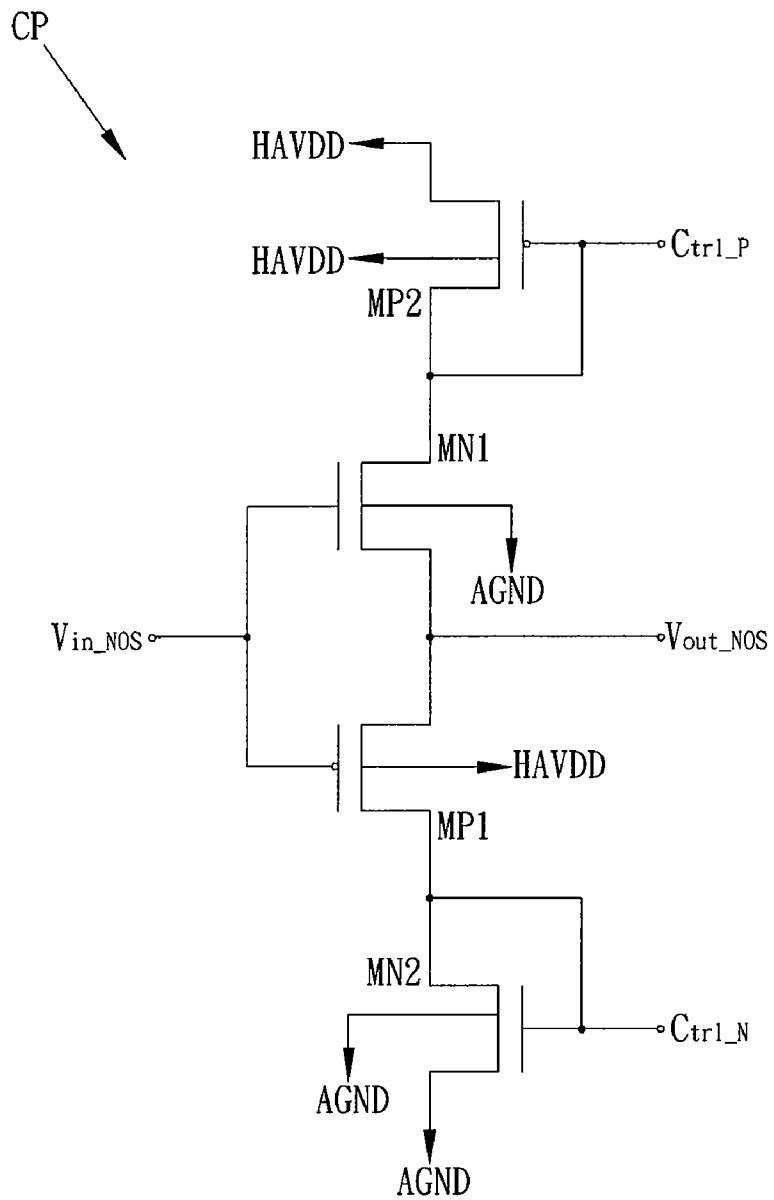 CP
HAVDD
HAVDD
Ctrl_P
MP2
MN1
AGND
Vin_NOS
Vout_NOS
HAVDD
MP1
MN2
Ctrl_N
AGND
AGND